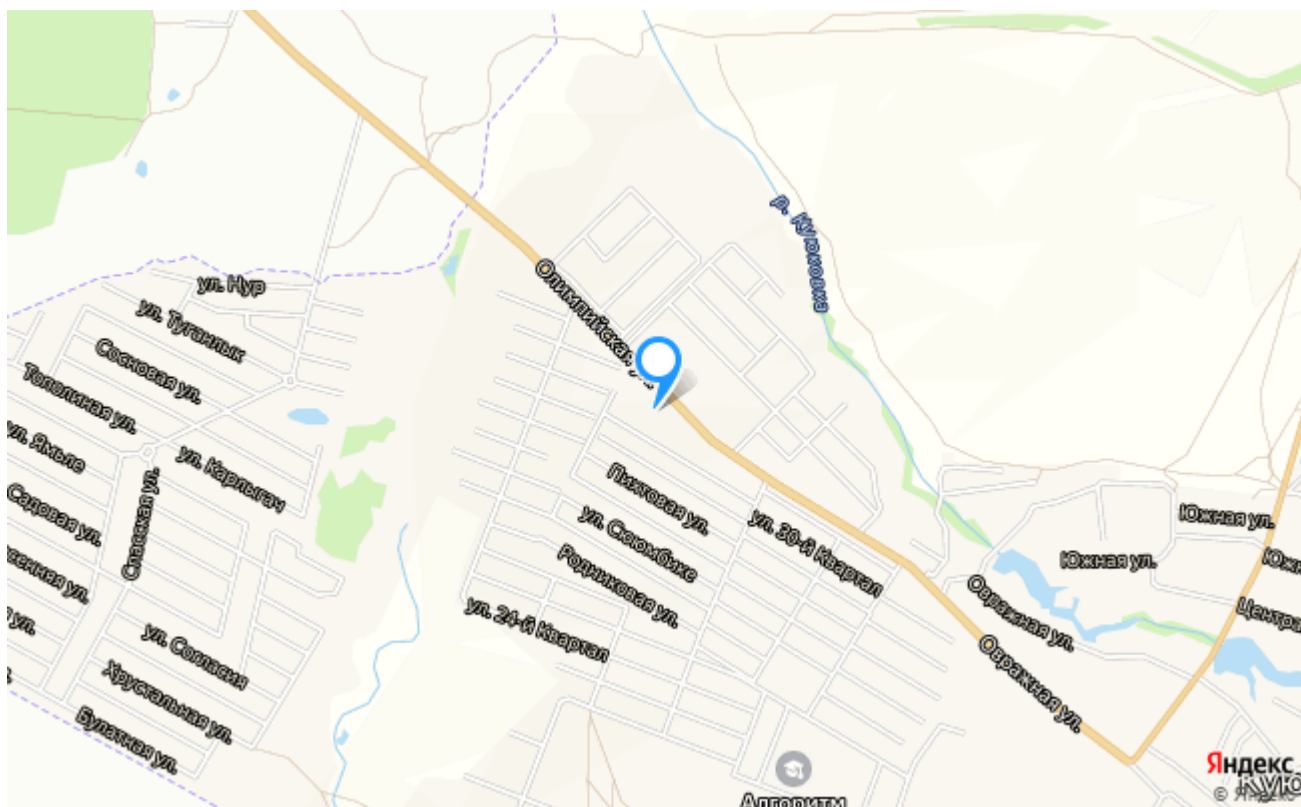 р. Куюковка
Олимпийская ул.
ул. Нур
ул. Туганлык
Сосновая ул.
Тополиная ул.
ул. Ямьле
ул. Карлыгач
Садовая ул.
Спасская ул.
Пихтовая ул.
ул. 30-й Квартал
ул. Сююмбике
Родниковая ул.
ул. 24-й Квартал
Южная ул.
Южная ул.
Овражная ул.
Овражная ул.
ул. Согласия
Хрустальная ул.
Булатная ул.
Алгоритм
Яндекс
© Яндекс